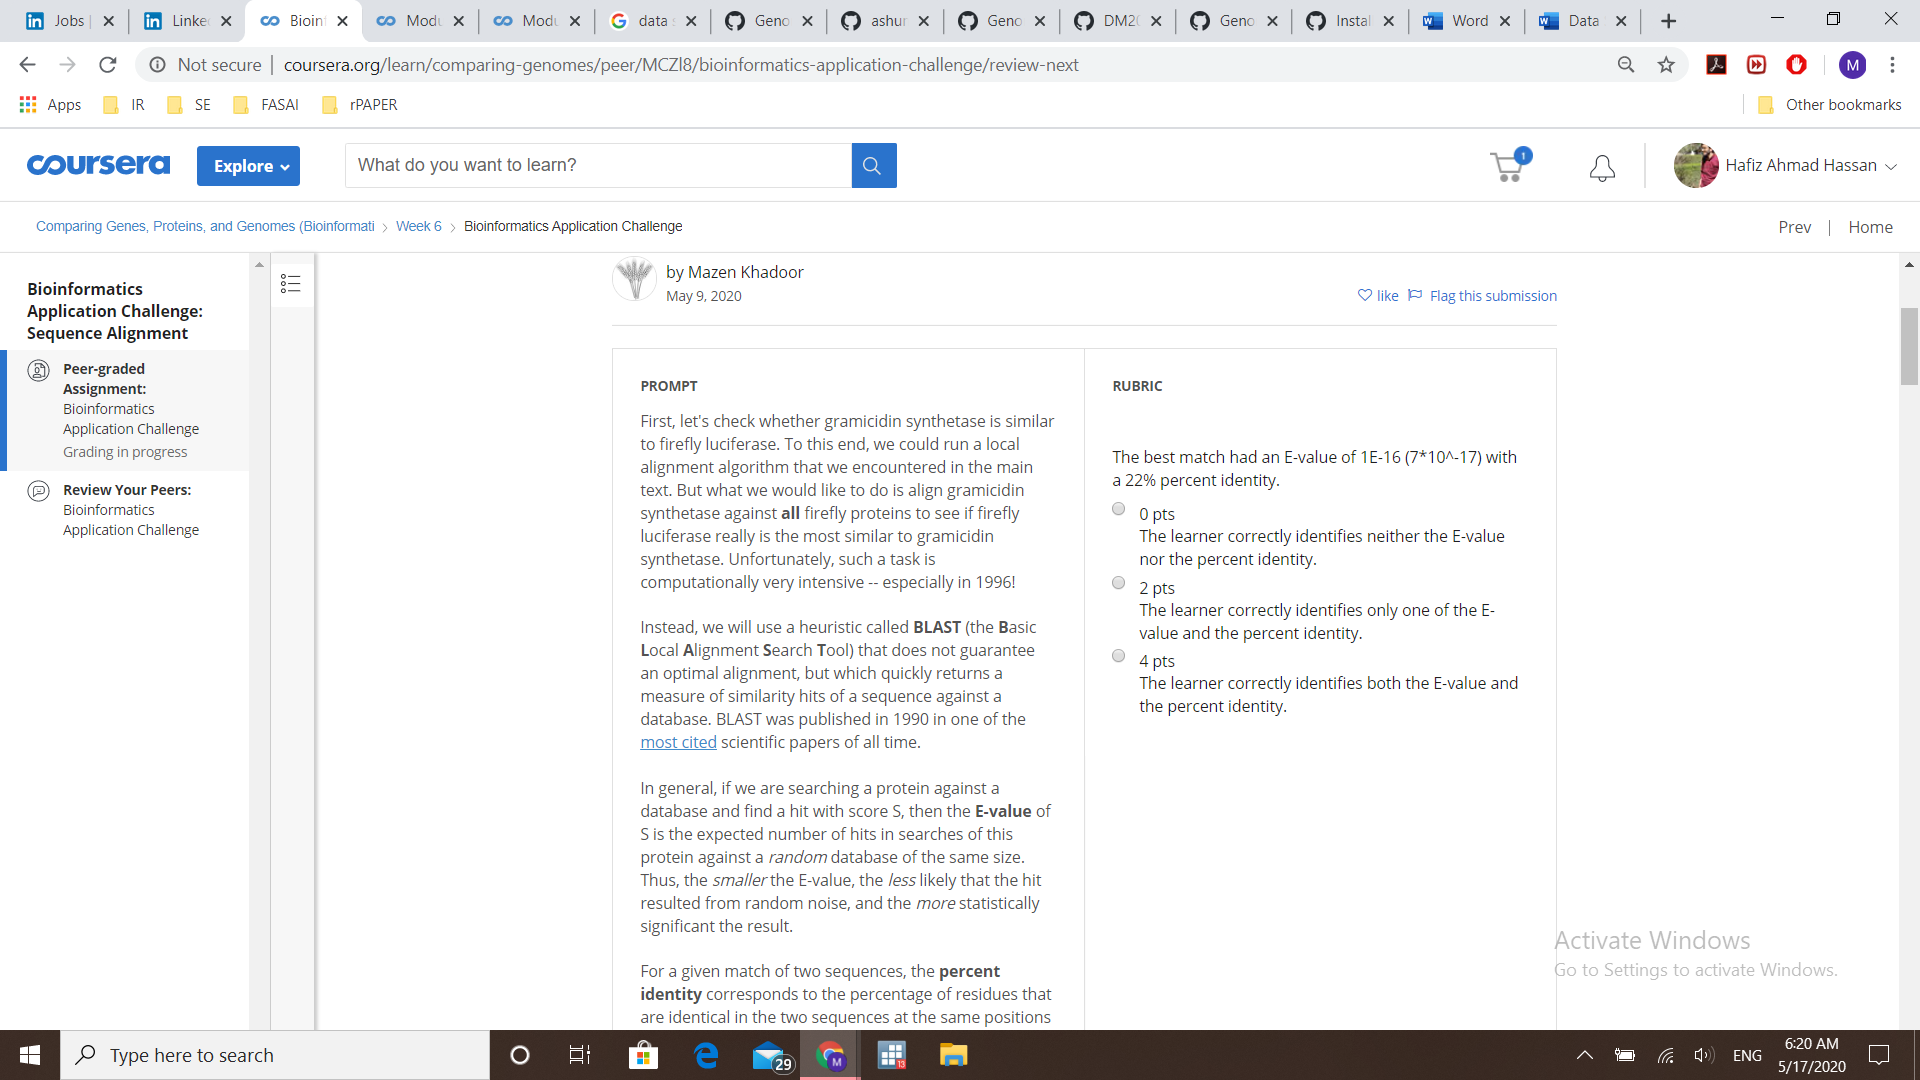 Jobs
Linke
Bioin
Modu
Modu
data s
Geno
ashur
Geno
DM20
Geno
Instal
Word
Data
Not secure
coursera.org/learn/comparing-genomes/peer/MCZl8/bioinformatics-application-challenge/review-next
M
Apps
IR
SE
FASAI
rPAPER
Other bookmarks
coursera
Explore
What do you want to learn?
1
Hafiz Ahmad Hassan
Comparing Genes, Proteins, and Genomes (Bioinformati
Week 6
Bioinformatics Application Challenge
Prev
Home
Bioinformatics
Application Challenge:
Sequence Alignment
Peer-graded
Assignment:
Bioinformatics
Application Challenge
Grading in progress
Review Your Peers:
Bioinformatics
Application Challenge
by Mazen Khadoor
May 9, 2020
like
Flag this submission
PROMPT
First, let's check whether gramicidin synthetase is similar
to firefly luciferase. To this end, we could run a local
alignment algorithm that we encountered in the main
text. But what we would like to do is align gramicidin
synthetase against all firefly proteins to see if firefly
luciferase really is the most similar to gramicidin
synthetase. Unfortunately, such a task is
computationally very intensive -- especially in 1996!
Instead, we will use a heuristic called BLAST (the Basic
Local Alignment Search Tool) that does not guarantee
an optimal alignment, but which quickly returns a
measure of similarity hits of a sequence against a
database. BLAST was published in 1990 in one of the
most cited scientific papers of all time.
In general, if we are searching a protein against a
database and find a hit with score S, then the E-value of
S is the expected number of hits in searches of this
protein against a random database of the same size.
Thus, the smaller the E-value, the less likely that the hit
resulted from random noise, and the more statistically
significant the result.
For a given match of two sequences, the percent
identity corresponds to the percentage of residues that
are identical in the two sequences at the same positions
RUBRIC
The best match had an E-value of 1E-16 (7*10^-17) with
a 22% percent identity.
0 pts
The learner correctly identifies neither the E-value
nor the percent identity.
2 pts
The learner correctly identifies only one of the E-
value and the percent identity.
4 pts
The learner correctly identifies both the E-value and
the percent identity.
Activate Windows
Go to Settings to activate Windows.
Type here to search
29
M
13
ENG
6:20 AM
5/17/2020